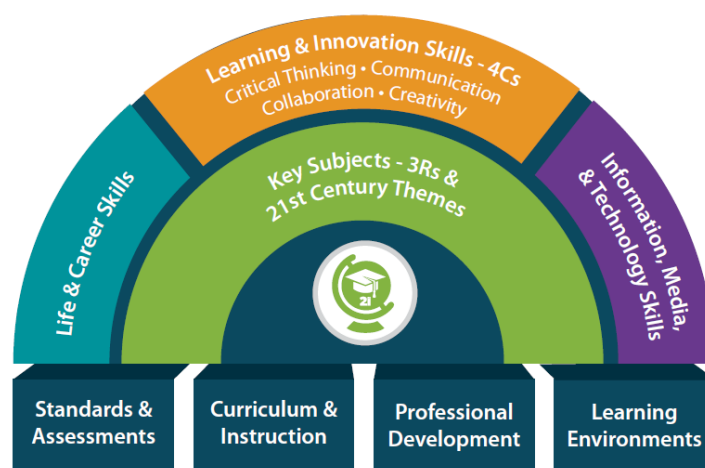 Learning & Innovation Skills - 4Cs
Critical Thinking • Communication
Collaboration • Creativity
Life & Career Skills
Key Subjects - 3Rs &
21st Century Themes
Information, Media,
& Technology Skills
21
Standards &
Assessments
Curriculum &
Instruction
Professional
Development
Learning
Environments